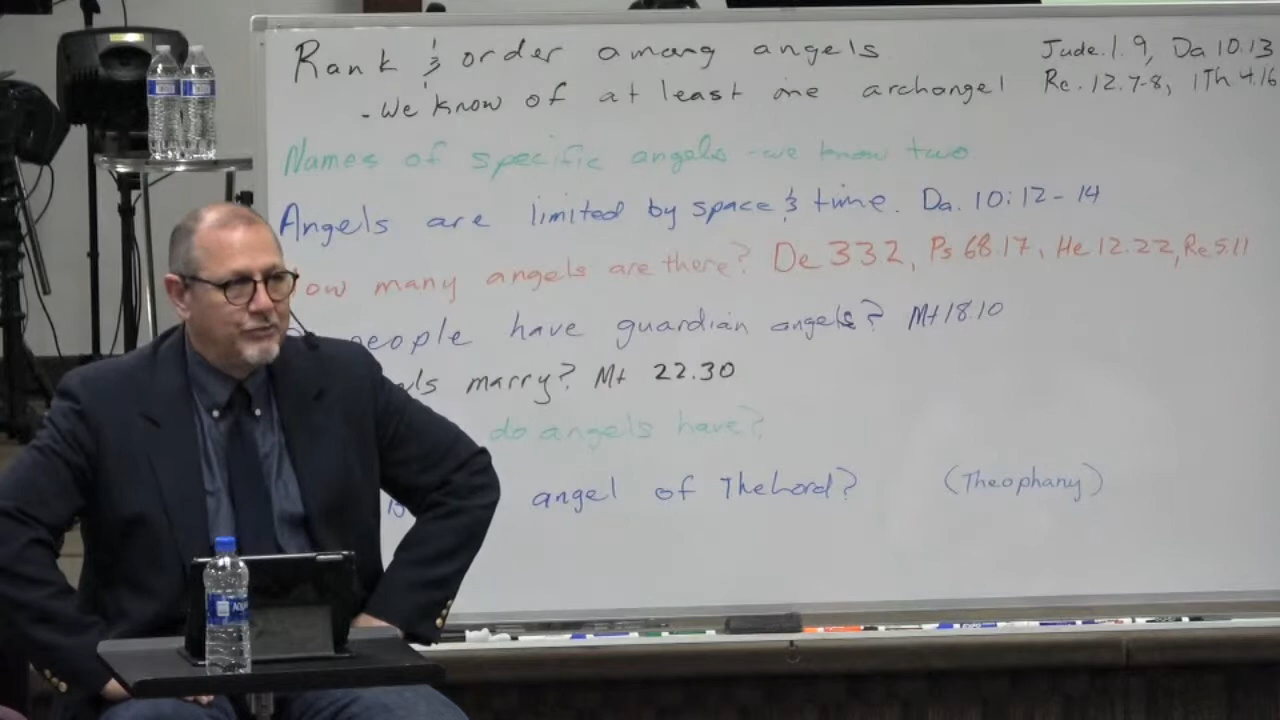 Rank & order among angels Jude.1.9, Da 10.13
- We know of at least one archangel Re. 12.7-8, 1Th 4.16
Names of specific angels - we know two
Angels are limited by space & time. Da. 10:12-14
ow many angels are there? De 33 2, Ps 68.17, He 12.22, Re 5.11
eople have guardian angels? Mt 18.10
ls marry? Mt 22.30
do angels have?
angel of The Lord? (Theophany)